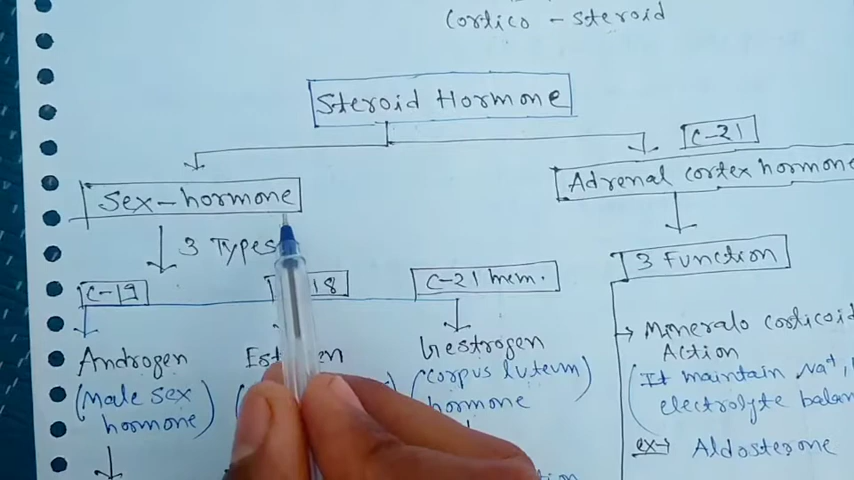 Cortico - steroid
Steroid Hormone
C-21
Sex-hormone
Adrenal cortex hormone
3 Types
3 Function
C-19
18
C-21 mem.
Androgen
Gestrogen
Mineralo corticoid
Action
(Male sex
hormone)
(corpus luteum)
hormone
(It maintain Na+,
electrolyte balan
ex→ Aldosterone